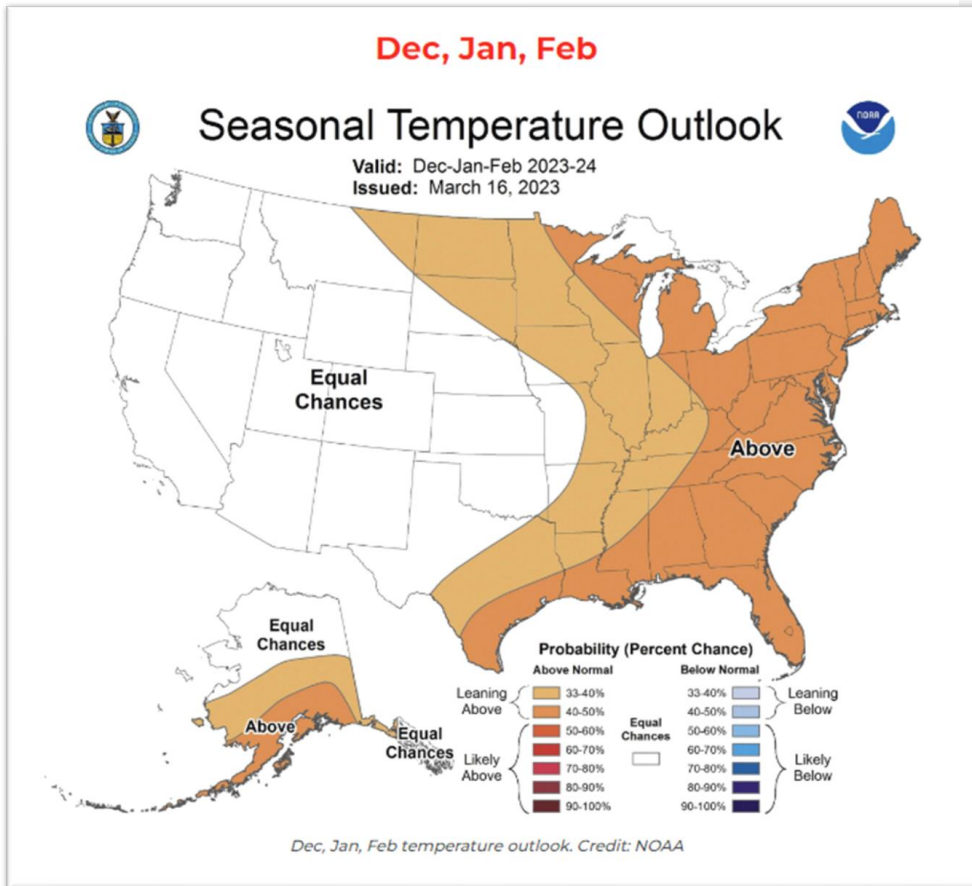 Dec, Jan, Feb
Seasonal Temperature Outlook
NOAA
Valid: Dec-Jan-Feb 2023-24
Issued: March 16, 2023
Equal
Chances
Above
Equal
Chances
Above
Equal
Chances
Probability (Percent Chance)
Above Normal
Below Normal
Leaning
Above
33-40%
40-50%
Likely
Above
50-60%
60-70%
70-80%
80-90%
90-100%
Equal
Chances
33-40%
40-50%
Leaning
Below
50-60%
60-70%
70-80%
80-90%
90-100%
Likely
Below
Dec, Jan, Feb temperature outlook. Credit: NOAA